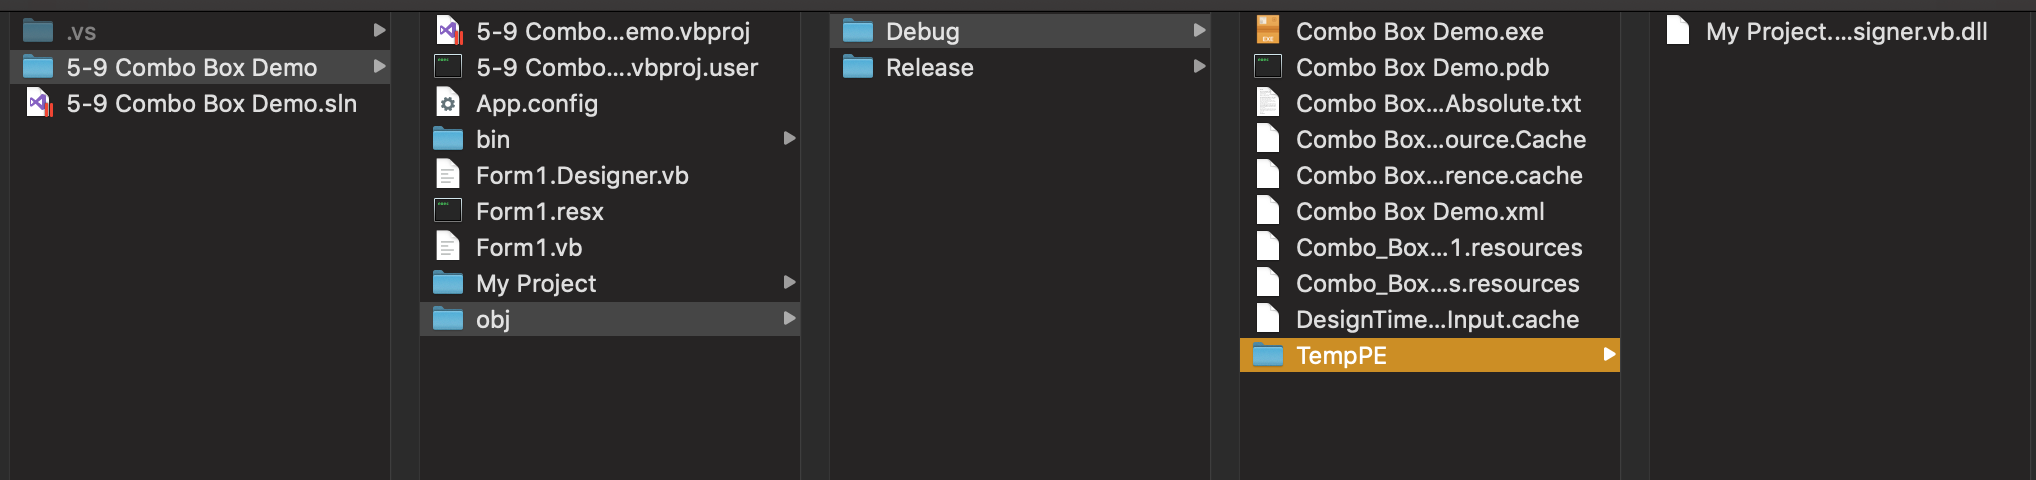 .vs
5-9 Combo Box Demo
5-9 Combo Box Demo.sln
5-9 Combo...emo.vbproj
5-9 Combo....vbproj.user
App.config
bin
Form1.Designer.vb
Form1.resx
Form1.vb
My Project
obj
Debug
Release
Combo Box Demo.exe
Combo Box Demo.pdb
Combo Box...Absolute.txt
Combo Box...ource.Cache
Combo Box...rence.cache
Combo Box Demo.xml
Combo_Box...1.resources
Combo_Box...s.resources
DesignTime...Input.cache
TempPE
My Project....signer.vb.dll